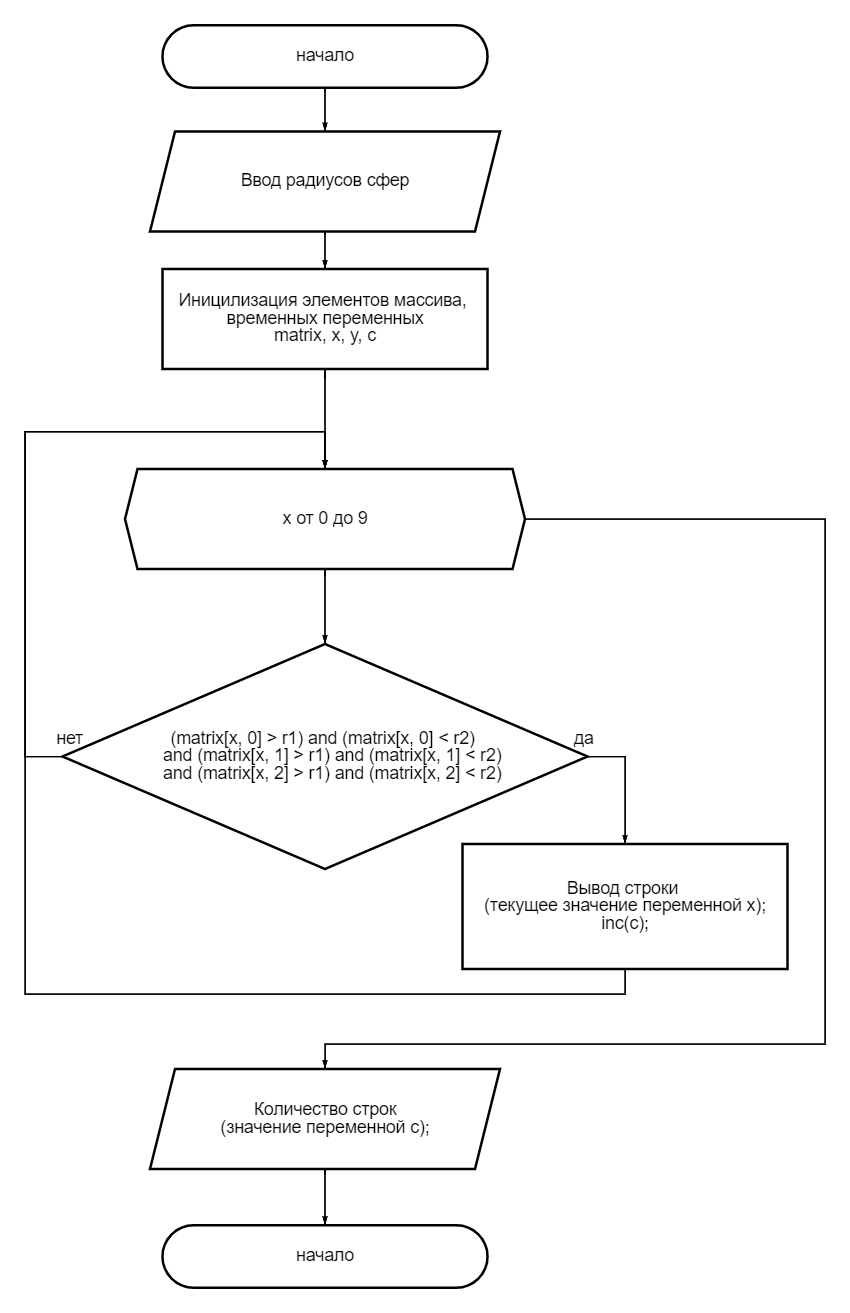 начало
Ввод радиусов сфер
Иницилизация элементов массива,
временных переменных
matrix, x, y, c
x от 0 до 9
нет
да
(matrix[x, 0] > r1) and (matrix[x, 0] < r2)
and (matrix[x, 1] > r1) and (matrix[x, 1] < r2)
and (matrix[x, 2] > r1) and (matrix[x, 2] < r2)
Вывод строки
(текущее значение переменной x);
inc(c);
Количество строк
(значение переменной c);
начало